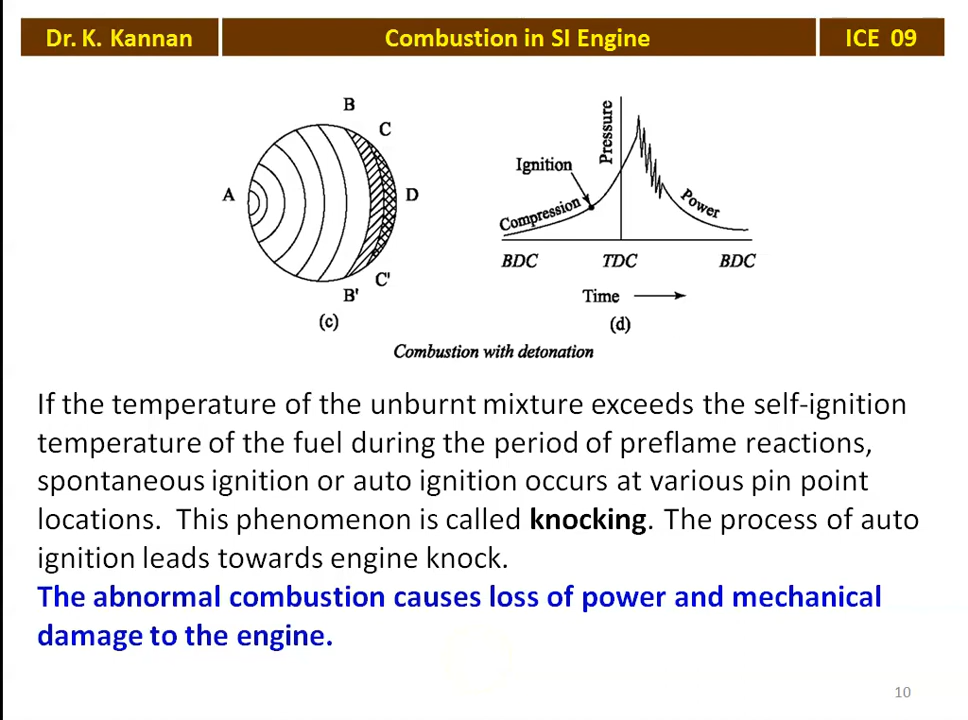 Dr. K. Kannan
Combustion in SI Engine
ICE 09
B
C
A
D
C'
B'
(c)
Pressure
Ignition
Compression
Power
BDC
TDC
BDC
Time
(d)
Combustion with detonation
If the temperature of the unburnt mixture exceeds the self-ignition
temperature of the fuel during the period of preflame reactions,
spontaneous ignition or auto ignition occurs at various pin point
locations. This phenomenon is called knocking. The process of auto
ignition leads towards engine knock.
The abnormal combustion causes loss of power and mechanical
damage to the engine.
10